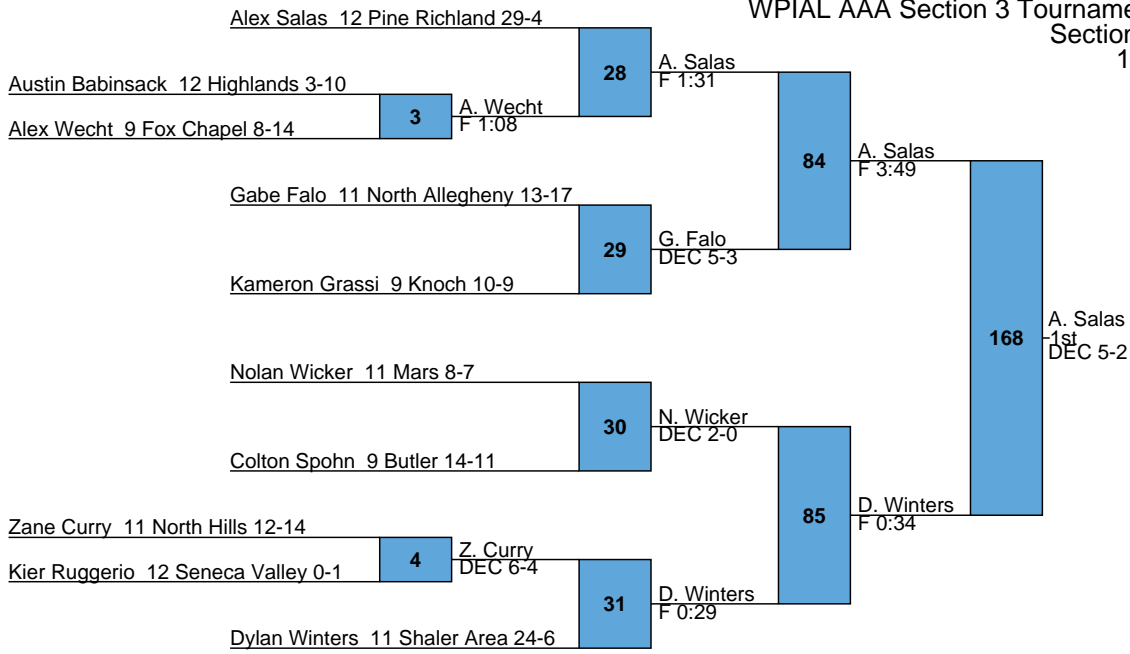 WPIAL AAA Section 3 Tourname
Section
1
Alex Salas 12 Pine Richland 29-4
28
A. Salas
F 1:31
Austin Babinsack 12 Highlands 3-10
3
A. Wecht
F 1:08
Alex Wecht 9 Fox Chapel 8-14
84
A. Salas
F 3:49
Gabe Falo 11 North Allegheny 13-17
29
G. Falo
DEC 5-3
Kameron Grassi 9 Knoch 10-9
168
A. Salas
1st
DEC 5-2
Nolan Wicker 11 Mars 8-7
30
N. Wicker
DEC 2-0
Colton Spohn 9 Butler 14-11
85
D. Winters
F 0:34
Zane Curry 11 North Hills 12-14
4
Z. Curry
DEC 6-4
Kier Ruggerio 12 Seneca Valley 0-1
31
D. Winters
F 0:29
Dylan Winters 11 Shaler Area 24-6